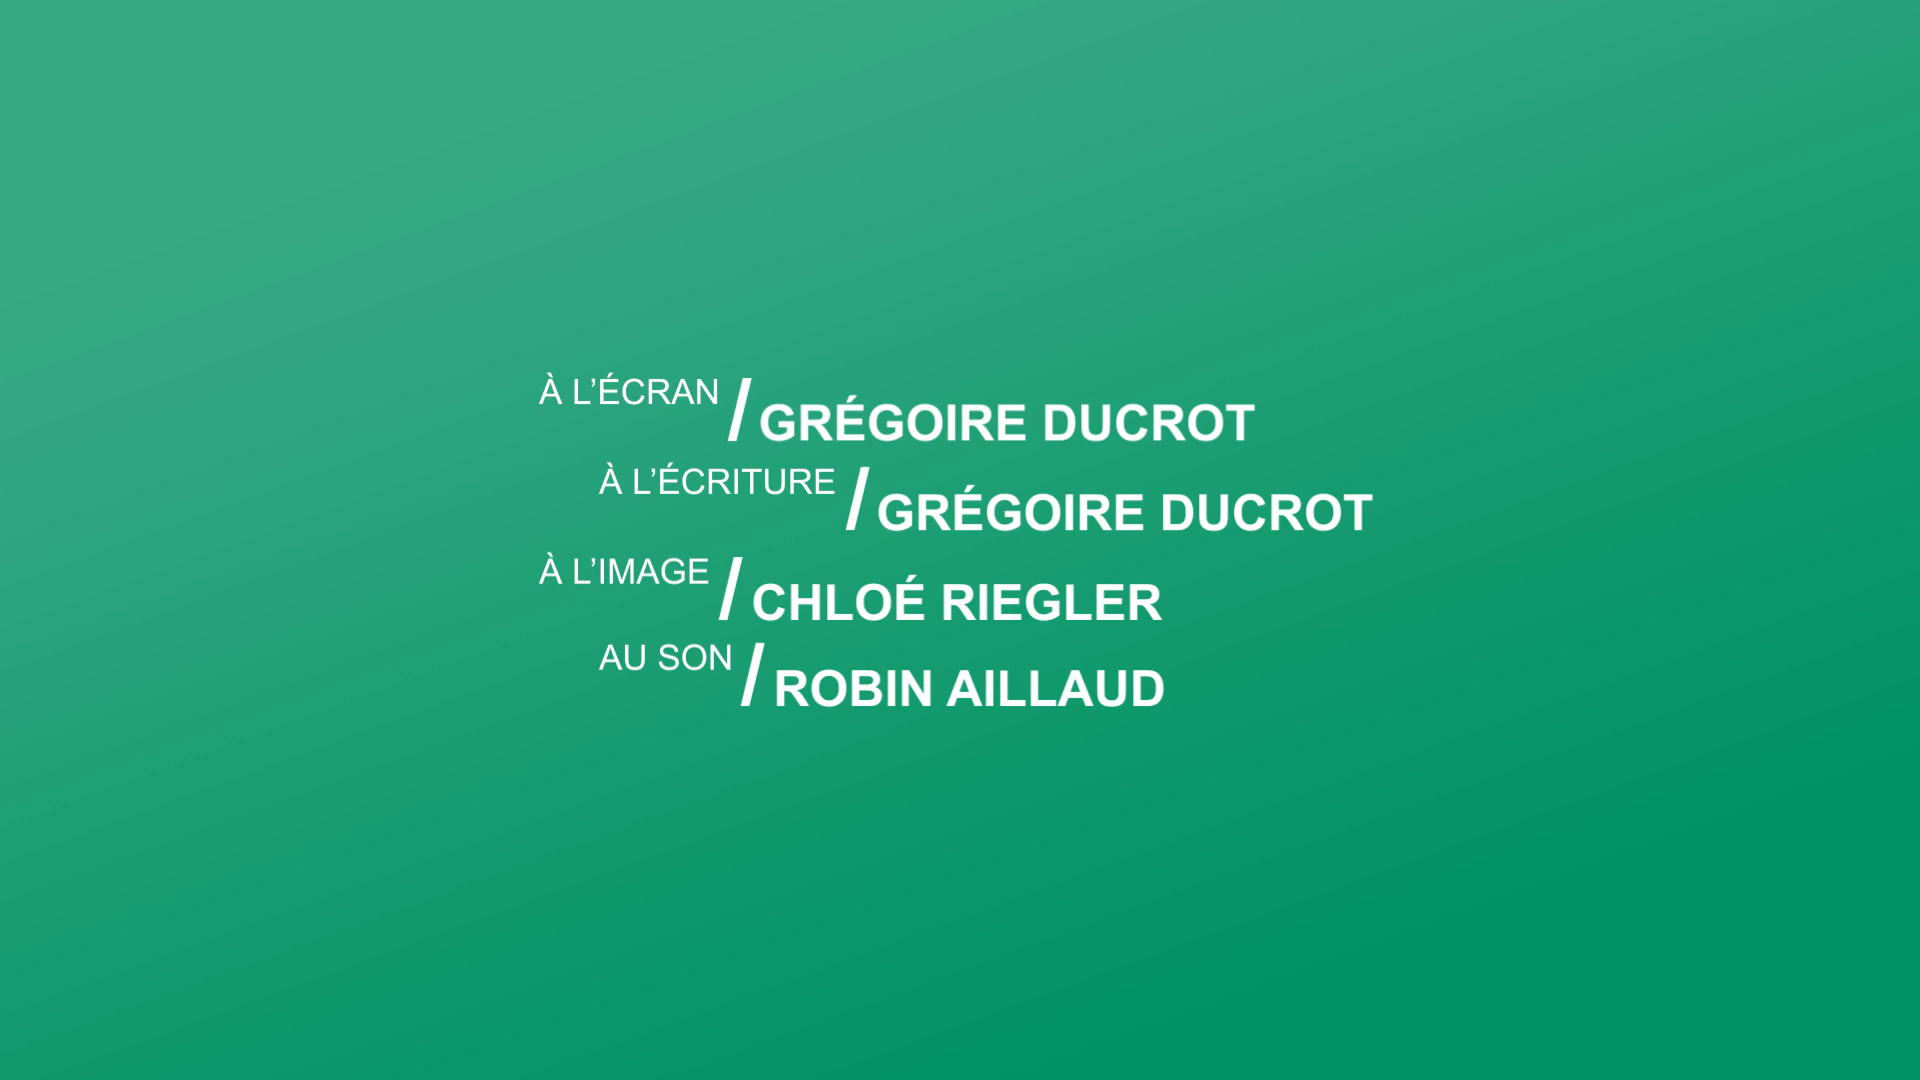 À L’ÉCRAN / GRÉGOIRE DUCROT
À L’ÉCRITURE / GRÉGOIRE DUCROT
À L’IMAGE / CHLOÉ RIEGLER
AU SON / ROBIN AILLAUD